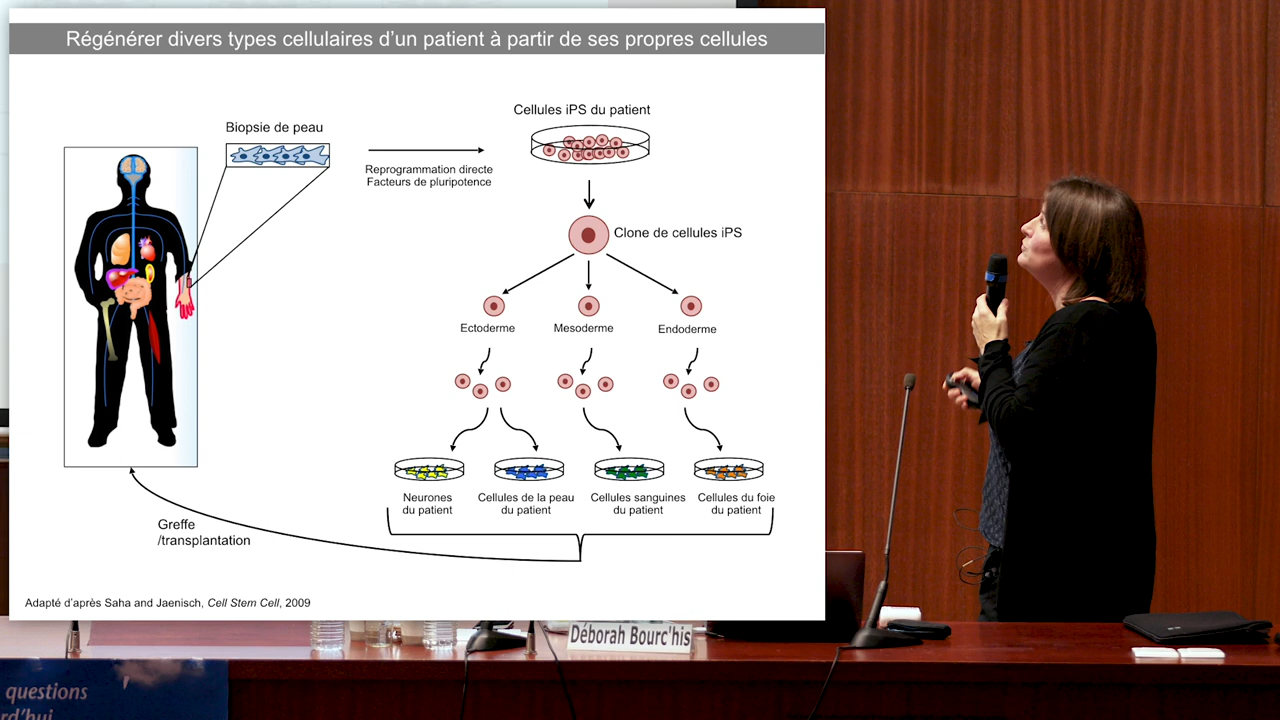 Régénérer divers types cellulaires d'un patient à partir de ses propres cellules
Biopsie de peau
Cellules iPS du patient
Reprogrammation directe
Facteurs de pluripotence
Clone de cellules iPS
Ectoderme
Mesoderme
Endoderme
Neurones
du patient
Cellules de la peau
du patient
Cellules sanguines
du patient
Cellules du foie
du patient
Greffe
/transplantation
Adapté d'après Saha and Jaenisch, Cell Stem Cell, 2009
Déborah Bourc'his
questions
rd'hui